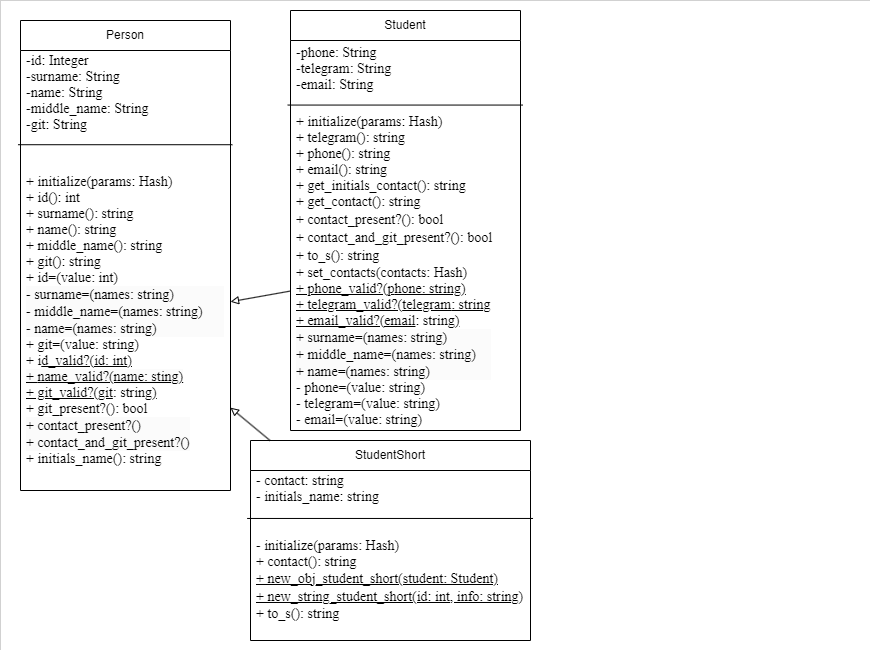 Person
-id: Integer
-surname: String
-name: String
-middle_name: String
-git: String
+ initialize(params: Hash)
+ id(): int
+ surname(): string
+ name(): string
+ middle_name(): string
+ git(): string
+ id=(value: int)
- surname=(names: string)
- middle_name=(names: string)
- name=(names: string)
+ git=(value: string)
+ id_valid?(id: int)
+ name_valid?(name: sting)
+ git_valid?(git: string)
+ git_present?(): bool
+ contact_present?()
+ contact_and_git_present?()
+ initials_name(): string
Student
-phone: String
-telegram: String
-email: String
+ initialize(params: Hash)
+ telegram(): string
+ phone(): string
+ email(): string
+ get_initials_contact(): string
+ get_contact(): string
+ contact_present?(): bool
+ contact_and_git_present?(): bool
+ to_s(): string
+ set_contacts(contacts: Hash)
+ phone_valid?(phone: string)
+ telegram_valid?(telegram: string
+ email_valid?(email: string)
+ surname=(names: string)
+ middle_name=(names: string)
+ name=(names: string)
- phone=(value: string)
- telegram=(value: string)
- email=(value: string)
StudentShort
- contact: string
- initials_name: string
- initialize(params: Hash)
+ contact(): string
+ new_obj_student_short(student: Student)
+ new_string_student_short(id: int, info: string)
+ to_s(): string